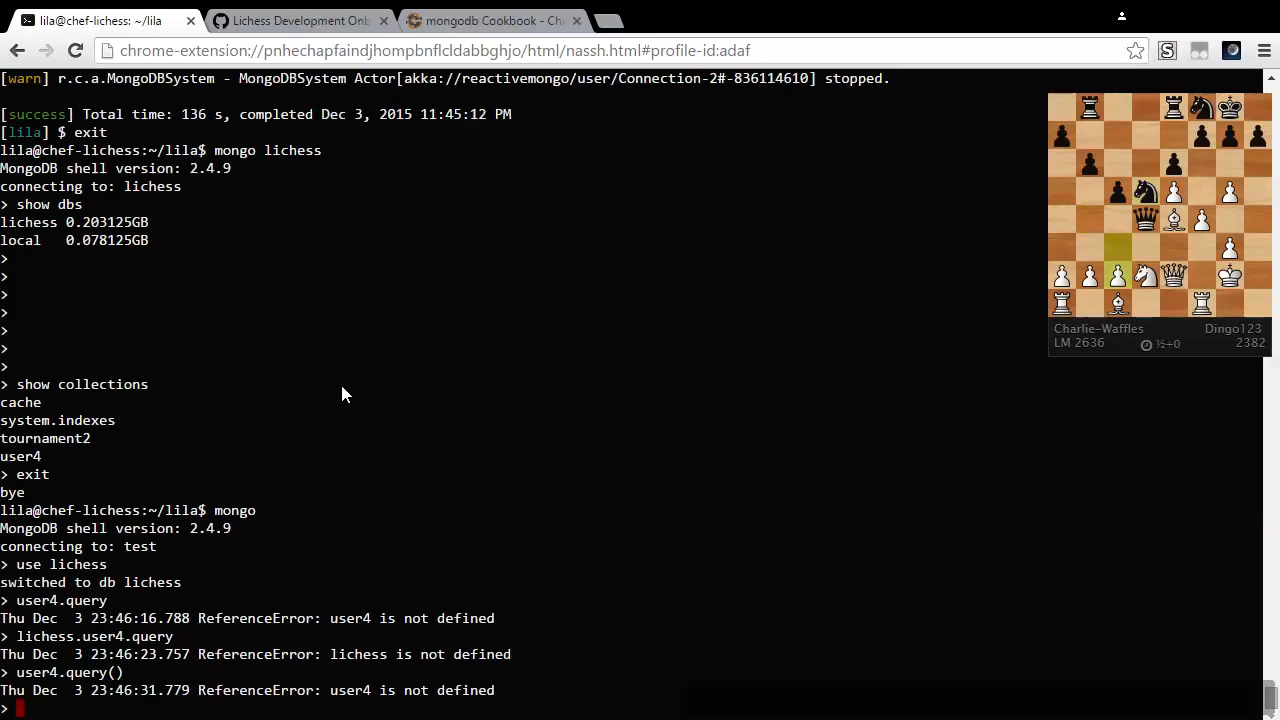 lila@chef-lichess: ~/lila
Lichess Development Onb
mongodb Cookbook - Che
chrome-extension://pnhechapfaindjhompbnflcldabbghjo/html/nassh.html#profile-id:adaf
[warn] r.c.a.MongoDBSystem - MongoDBSystem Actor[akka://reactivemongo/user/Connection-2#-836114610] stopped.
[success] Total time: 136 s, completed Dec 3, 2015 11:45:12 PM
[lila] $ exit
lila@chef-lichess:~/lila$ mongo lichess
MongoDB shell version: 2.4.9
connecting to: lichess
> show dbs
lichess 0.203125GB
local   0.078125GB
>
>
>
>
>
>
>
> show collections
cache
system.indexes
tournament2
user4
> exit
bye
lila@chef-lichess:~/lila$ mongo
MongoDB shell version: 2.4.9
connecting to: test
> use lichess
switched to db lichess
> user4.query
Thu Dec  3 23:46:16.788 ReferenceError: user4 is not defined
> lichess.user4.query
Thu Dec  3 23:46:23.757 ReferenceError: lichess is not defined
> user4.query()
Thu Dec  3 23:46:31.779 ReferenceError: user4 is not defined
>
Charlie-Waffles Dingo123
LM 2636 ½+0 2382